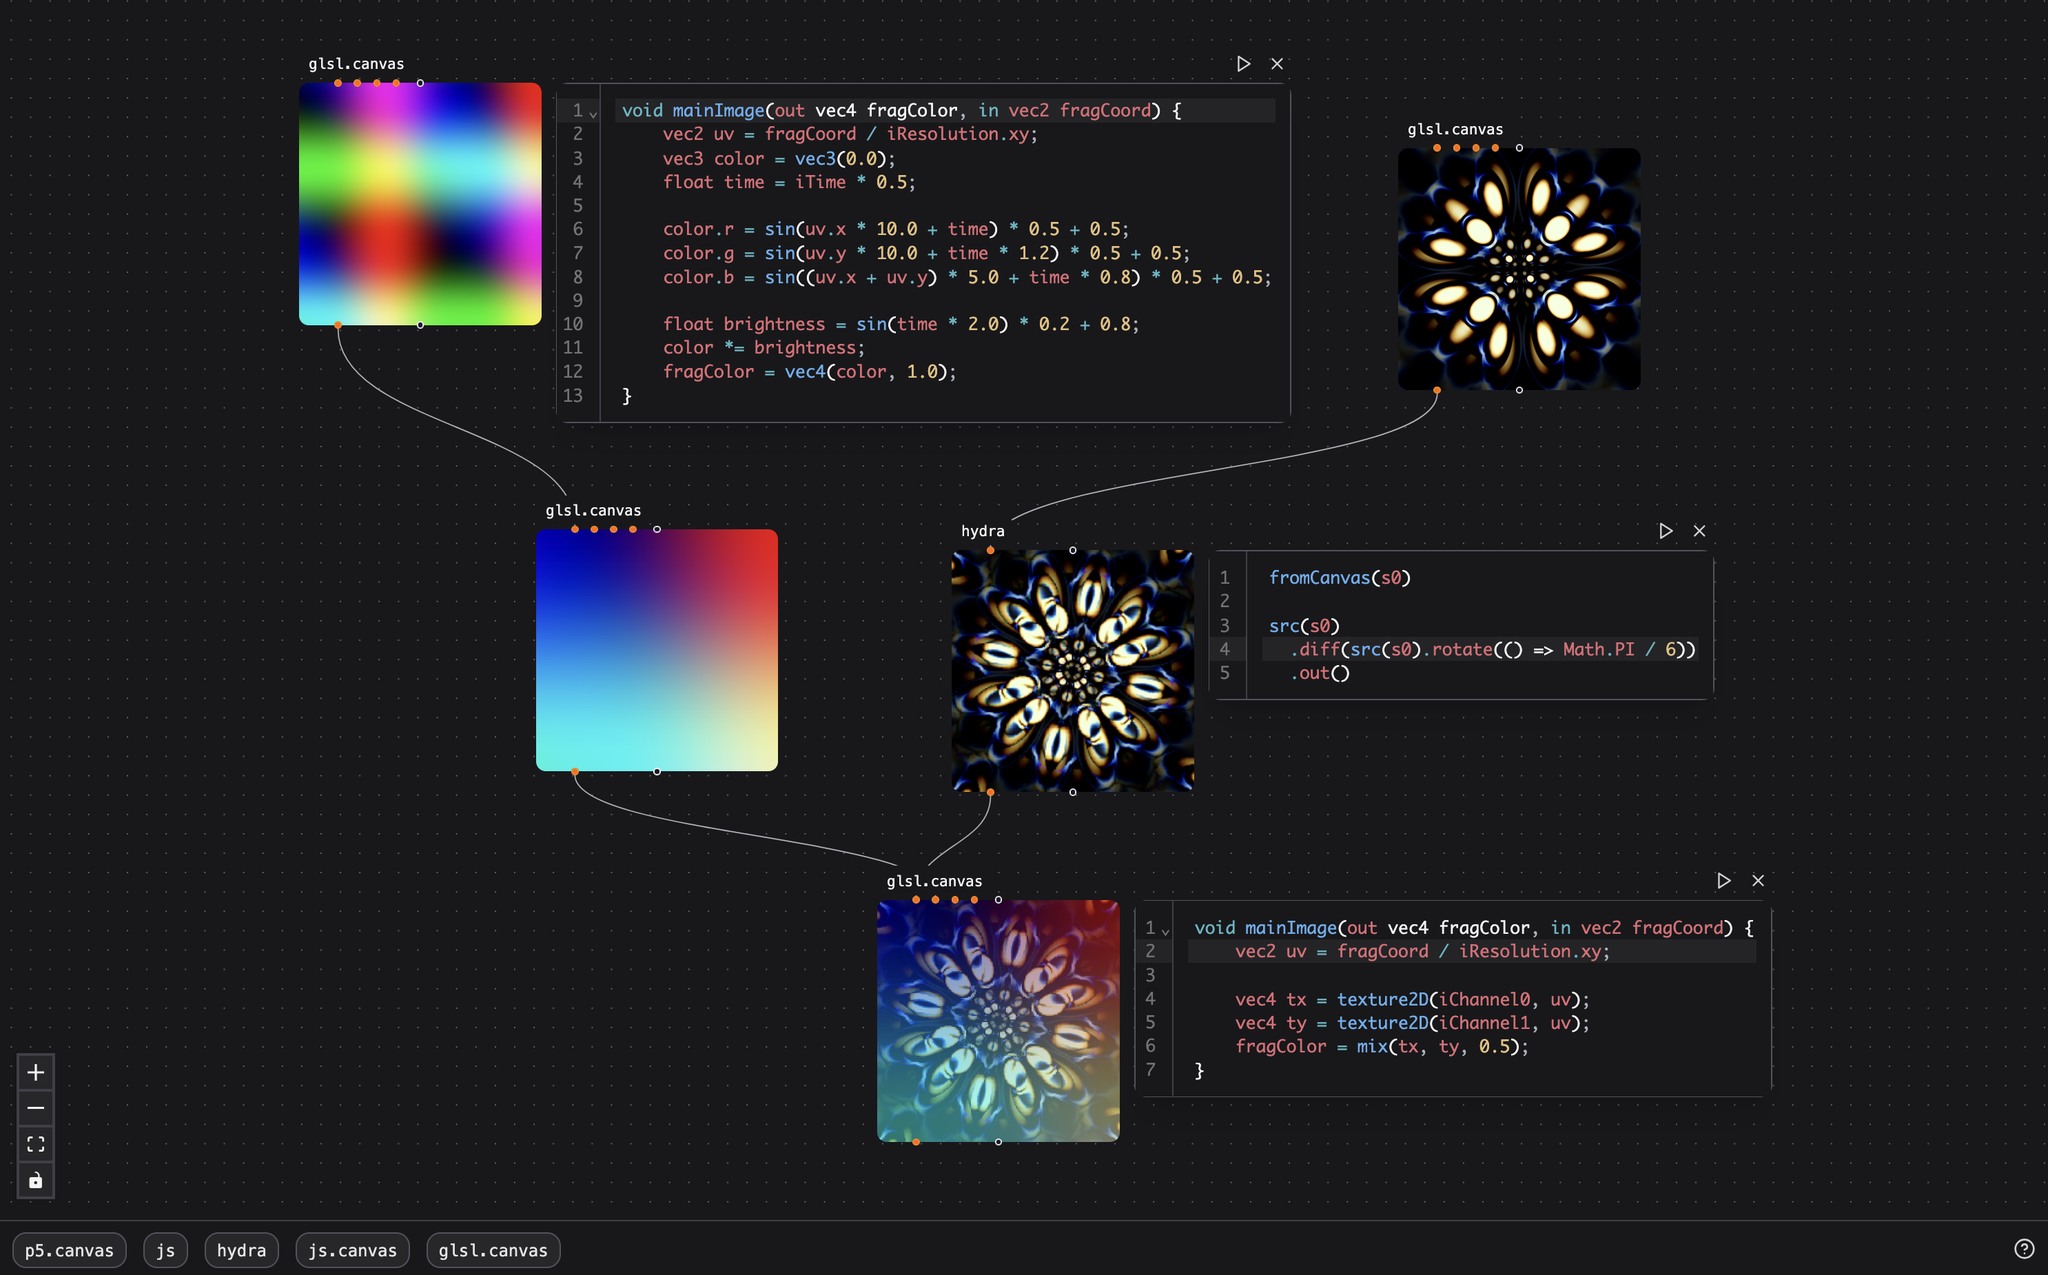 glsl.canvas
1 void mainImage(out vec4 fragColor, in vec2 fragCoord) {
2     vec2 uv = fragCoord / iResolution.xy;
3     vec3 color = vec3(0.0);
4     float time = iTime * 0.5;
5
6     color.r = sin(uv.x * 10.0 + time) * 0.5 + 0.5;
7     color.g = sin(uv.y * 10.0 + time * 1.2) * 0.5 + 0.5;
8     color.b = sin((uv.x + uv.y) * 5.0 + time * 0.8) * 0.5 + 0.5;
9
10     float brightness = sin(time * 2.0) * 0.2 + 0.8;
11     color *= brightness;
12     fragColor = vec4(color, 1.0);
13 }
glsl.canvas
glsl.canvas
hydra
1 fromCanvas(s0)
2
3 src(s0)
4   .diff(src(s0).rotate(() => Math.PI / 6))
5   .out()
glsl.canvas
1 void mainImage(out vec4 fragColor, in vec2 fragCoord) {
2     vec2 uv = fragCoord / iResolution.xy;
3
4     vec4 tx = texture2D(iChannel0, uv);
5     vec4 ty = texture2D(iChannel1, uv);
6     fragColor = mix(tx, ty, 0.5);
7 }
p5.canvas
js
hydra
js.canvas
glsl.canvas